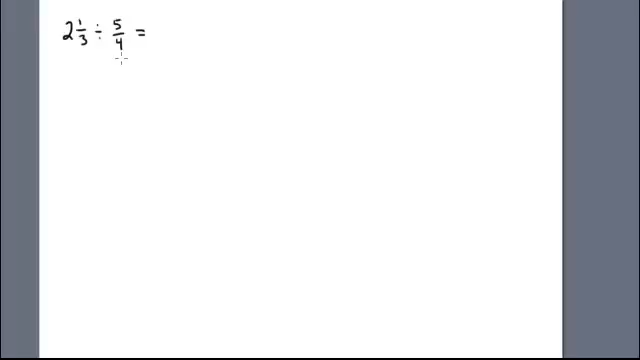 2 1/3 ÷ 5/4 =